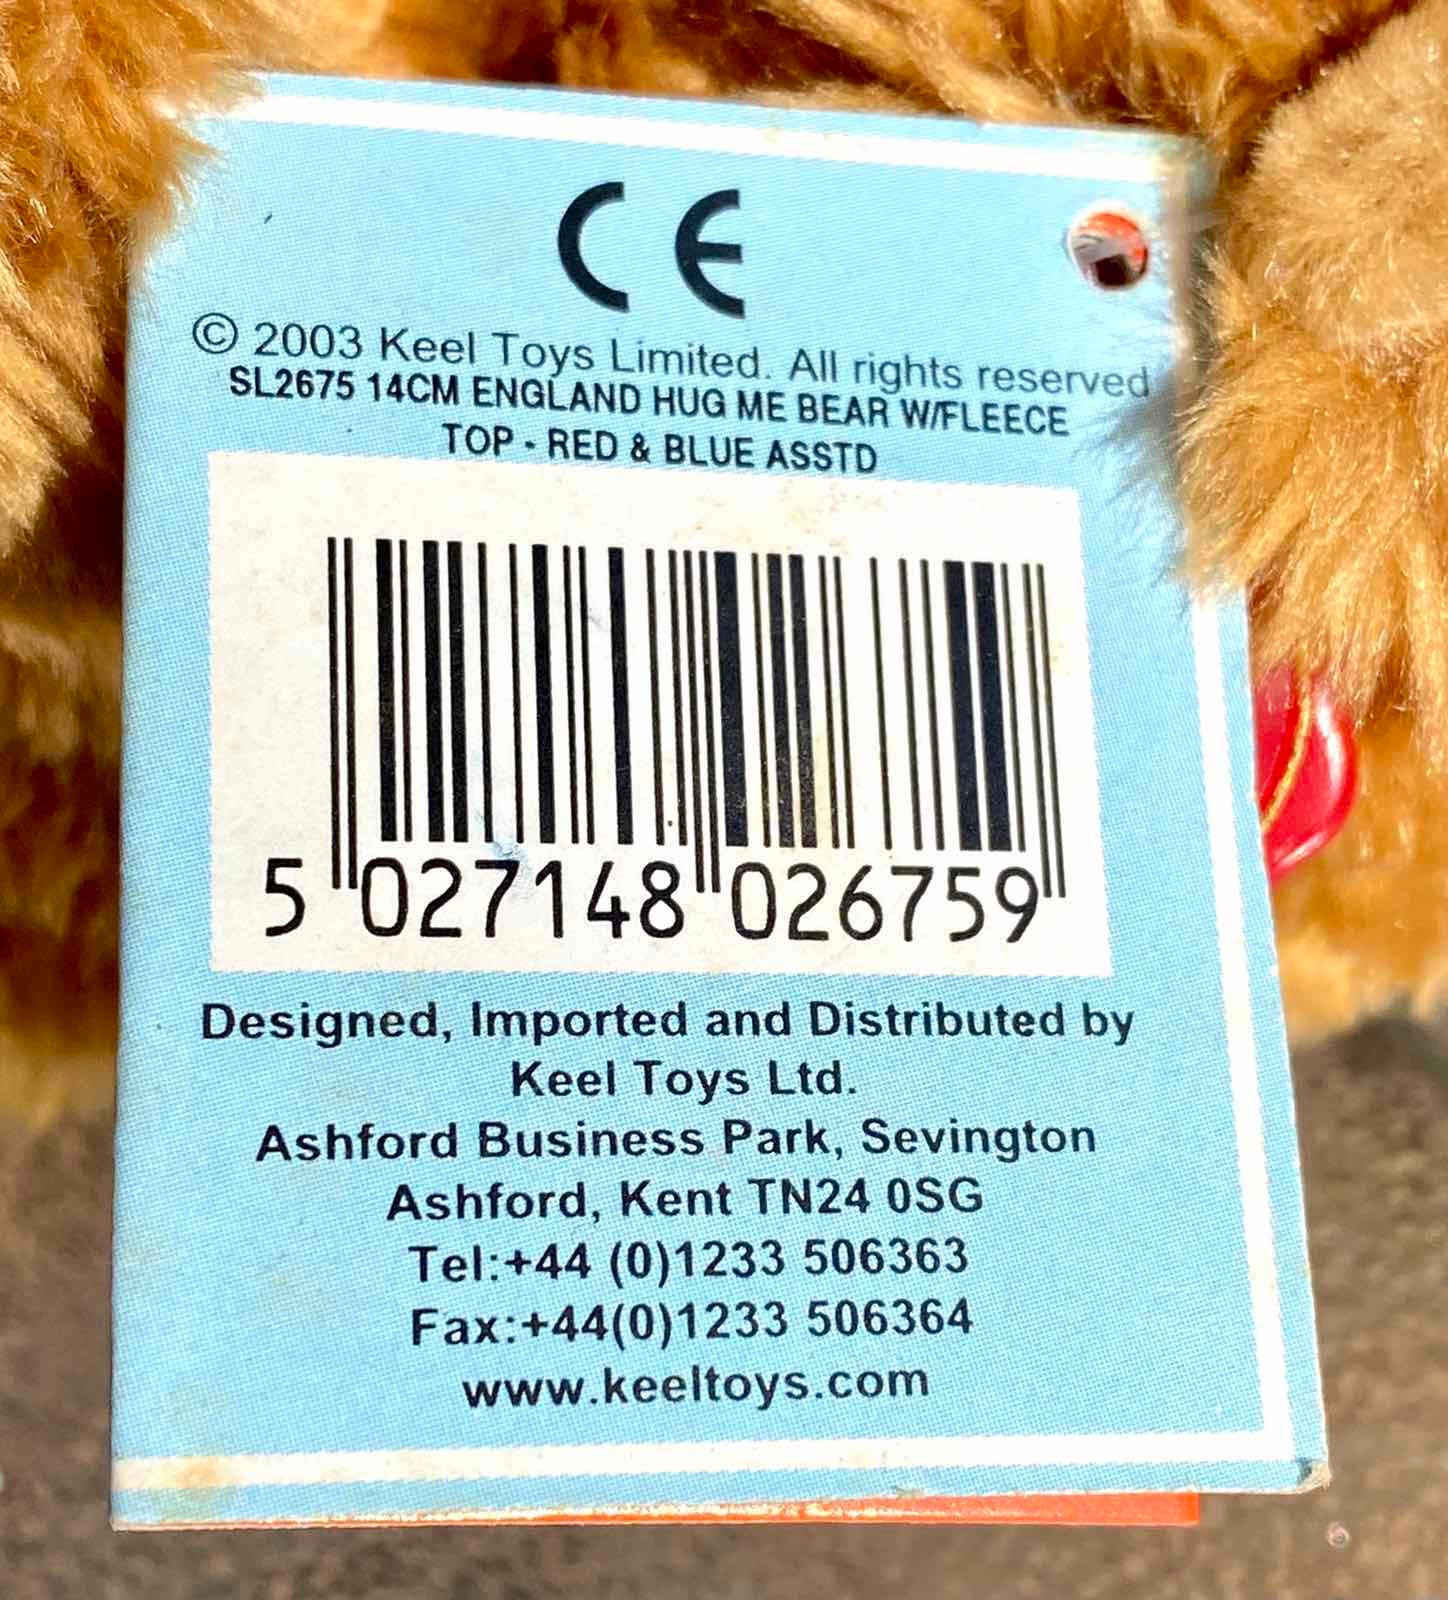 CE
© 2003 Keel Toys Limited. All rights reserved
SL2675 14CM ENGLAND HUG ME BEAR W/FLEECE
TOP - RED & BLUE ASSTD
5 027148 026759
Designed, Imported and Distributed by
Keel Toys Ltd.
Ashford Business Park, Sevington
Ashford, Kent TN24 0SG
Tel:+44 (0)1233 506363
Fax:+44(0)1233 506364
www.keeltoys.com